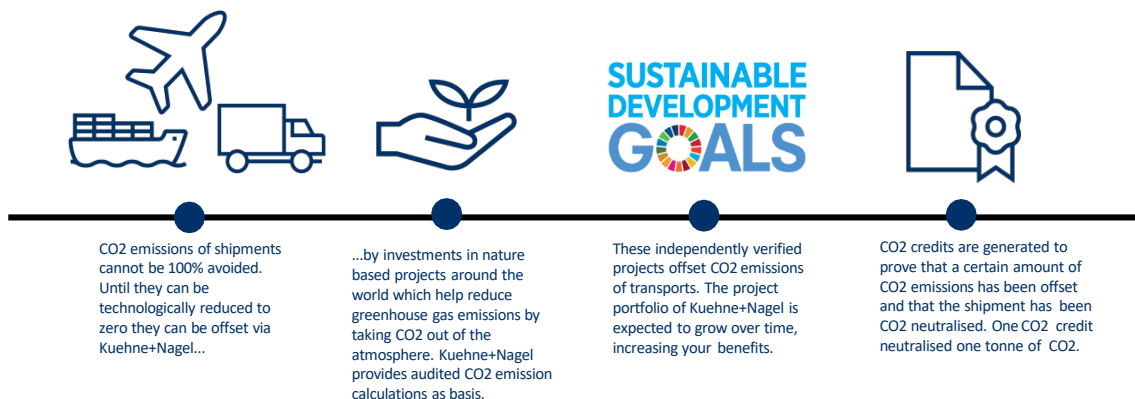 SUSTAINABLE
DEVELOPMENT
GOALS
CO2 emissions of shipments
cannot be 100% avoided.
Until they can be
technologically reduced to
zero they can be offset via
Kuehne+Nagel...
...by investments in nature
based projects around the
world which help reduce
greenhouse gas emissions by
taking CO2 out of the
atmosphere. Kuehne+Nagel
provides audited CO2 emission
calculations as basis.
These independently verified
projects offset CO2 emissions
of transports. The project
portfolio of Kuehne+Nagel is
expected to grow over time,
increasing your benefits.
CO2 credits are generated to
prove that a certain amount of
CO2 emissions has been offset
and that the shipment has been
CO2 neutralised. One CO2 credit
neutralised one tonne of CO2.